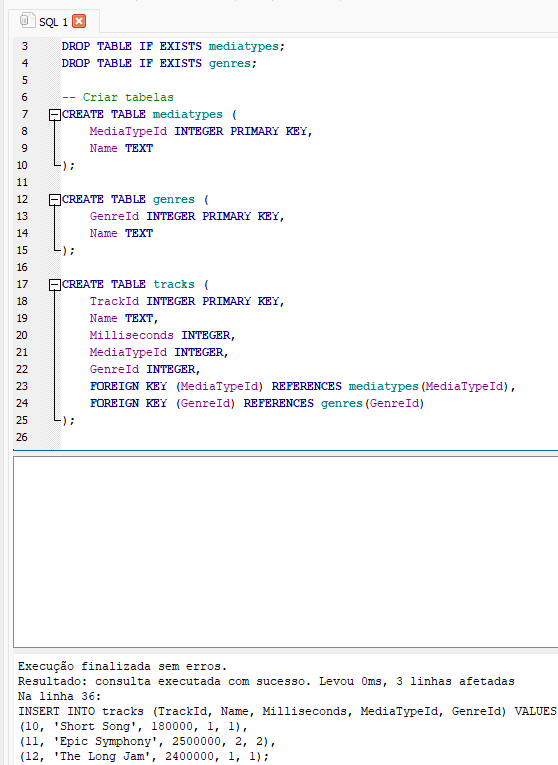 SQL 1
3 DROP TABLE IF EXISTS mediatypes;
4 DROP TABLE IF EXISTS genres;
5
6 -- Criar tabelas
7 CREATE TABLE mediatypes (
8 MediaTypeId INTEGER PRIMARY KEY,
9 Name TEXT
10 );
11
12 CREATE TABLE genres (
13 GenreId INTEGER PRIMARY KEY,
14 Name TEXT
15 );
16
17 CREATE TABLE tracks (
18 TrackId INTEGER PRIMARY KEY,
19 Name TEXT,
20 Milliseconds INTEGER,
21 MediaTypeId INTEGER,
22 GenreId INTEGER,
23 FOREIGN KEY (MediaTypeId) REFERENCES mediatypes(MediaTypeId),
24 FOREIGN KEY (GenreId) REFERENCES genres(GenreId)
25 );
26
Execução finalizada sem erros.
Resultado: consulta executada com sucesso. Levou 0ms, 3 linhas afetadas
Na linha 36:
INSERT INTO tracks (TrackId, Name, Milliseconds, MediaTypeId, GenreId) VALUES
(10, 'Short Song', 180000, 1, 1),
(11, 'Epic Symphony', 2500000, 2, 2),
(12, 'The Long Jam', 2400000, 1, 1);